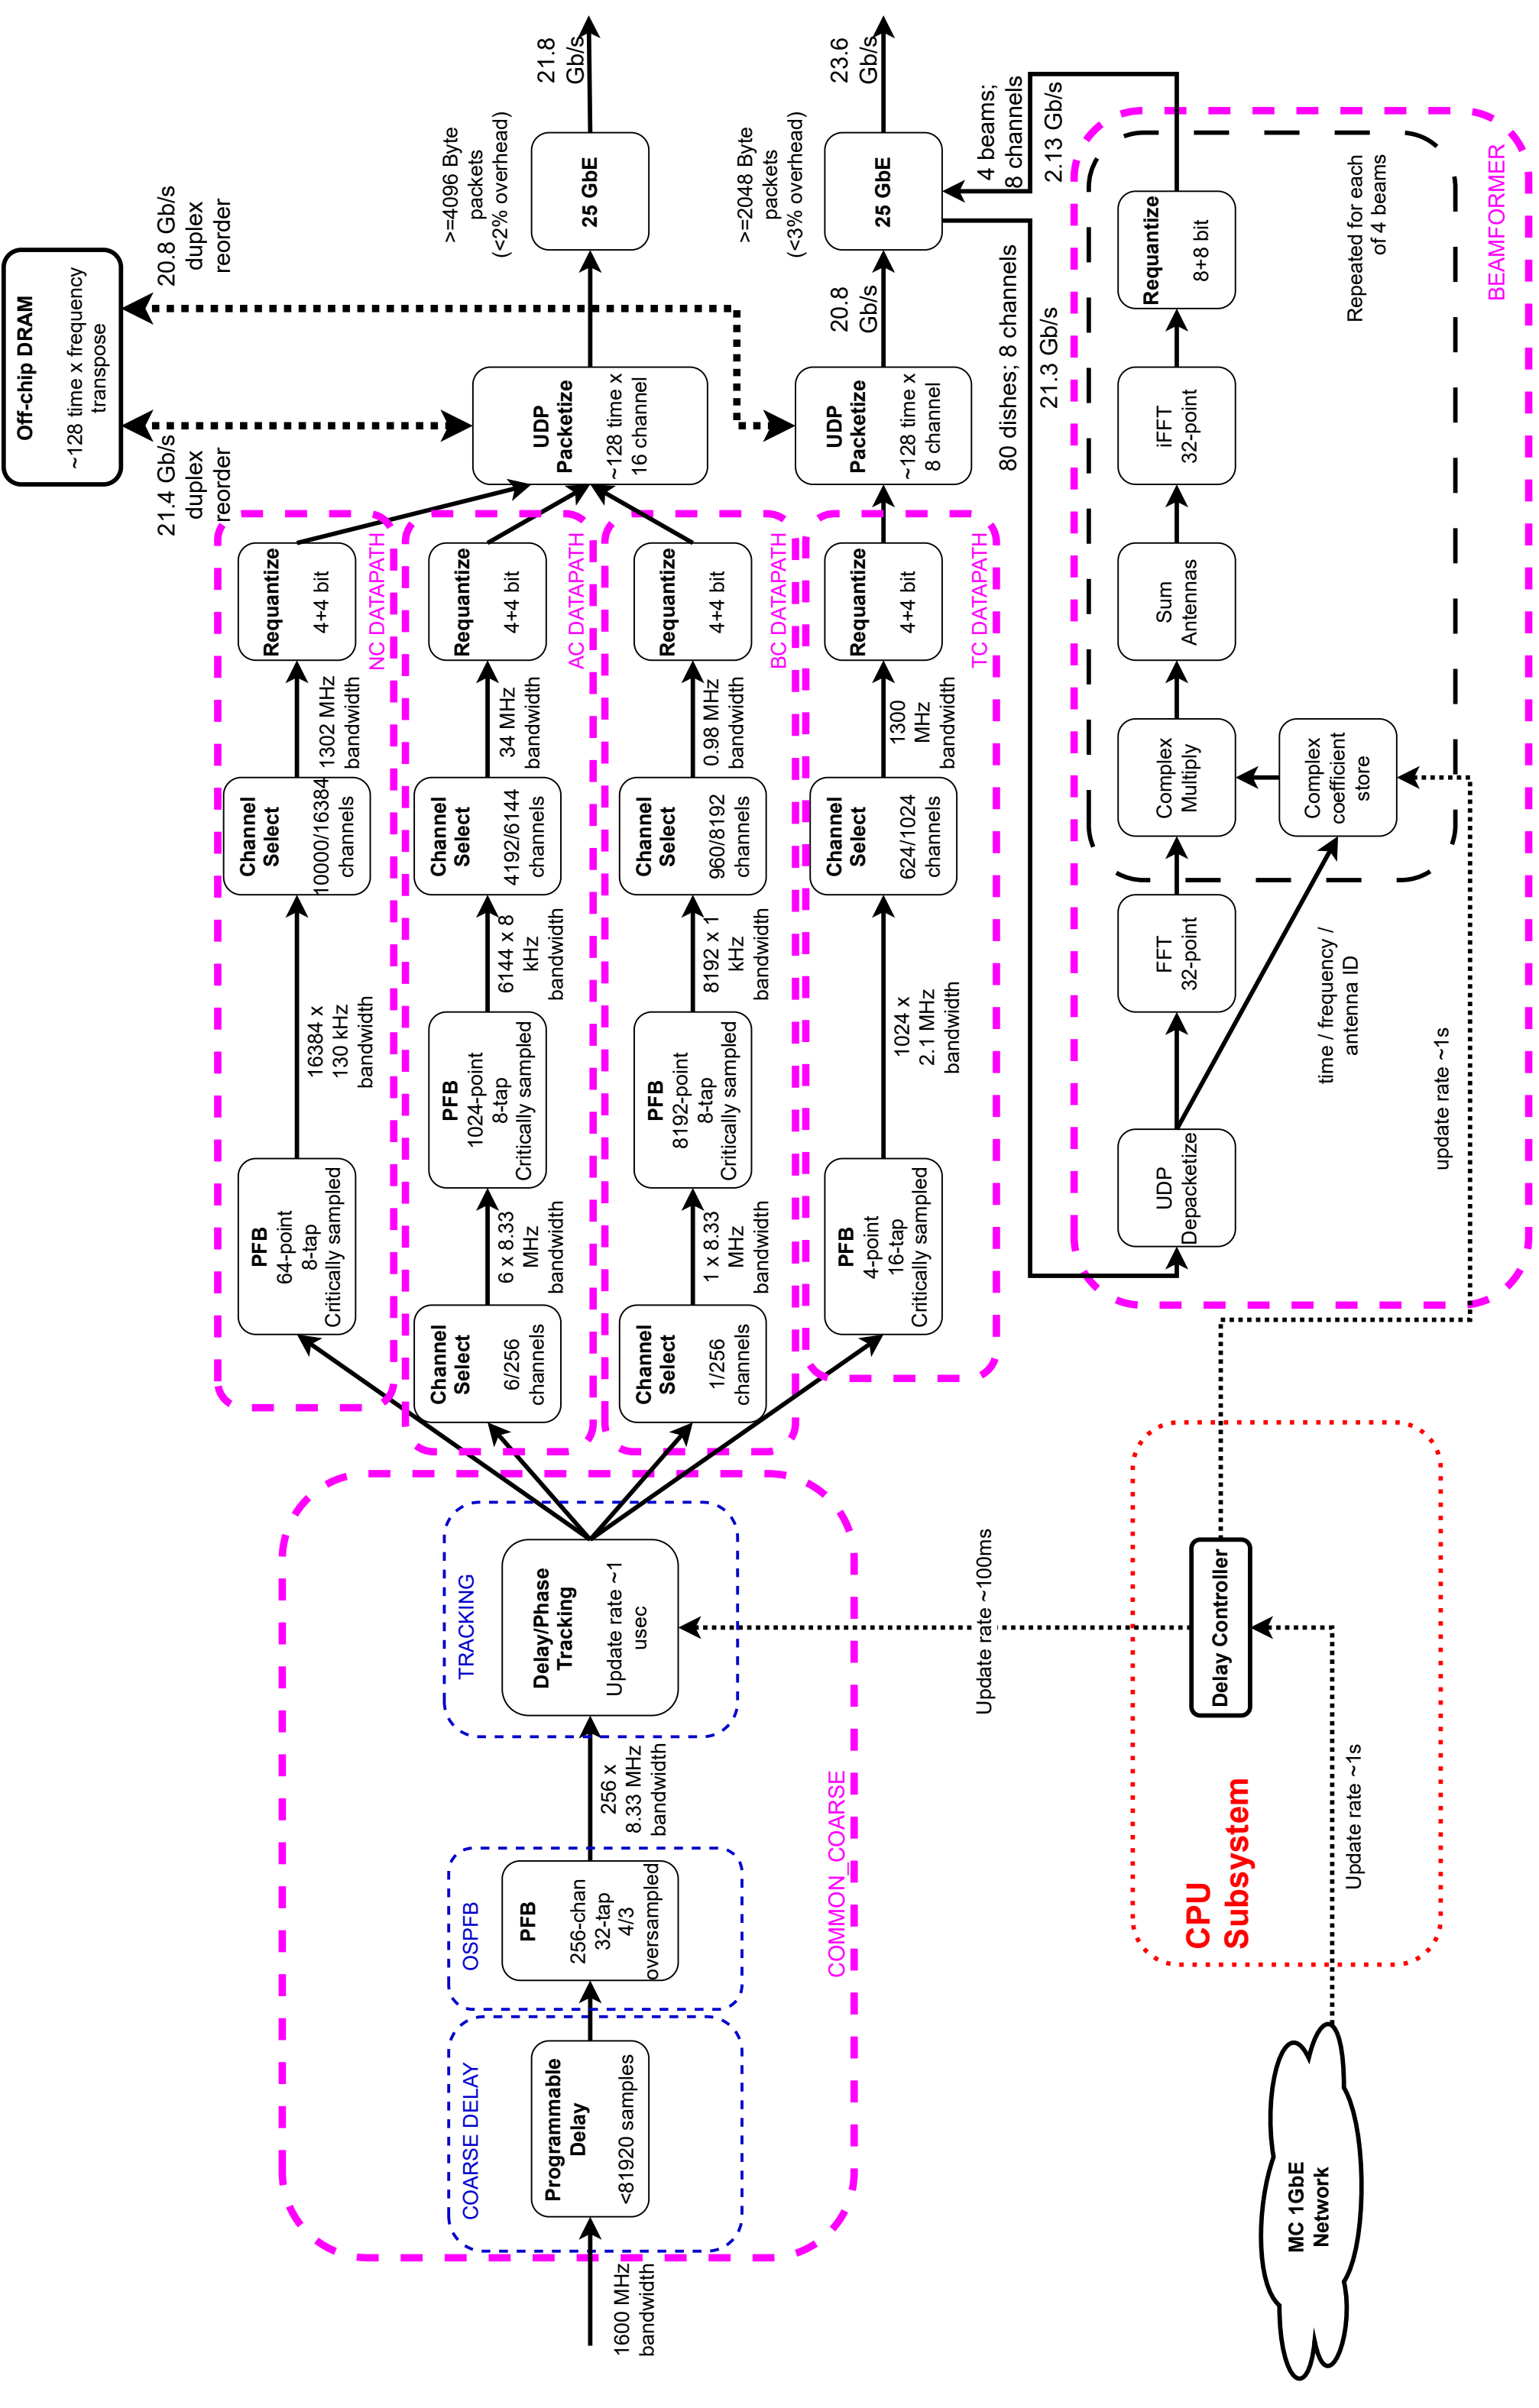 1600 MHz
bandwidth
COARSE DELAY
Programmable
Delay
<81920 samples
OSPFB
PFB
256-chan
32-tap
4/3
oversampled
256 x
8.33 MHz
bandwidth
TRACKING
Delay/Phase
Tracking
Update rate ~1
usec
COMMON_COARSE
PFB
64-point
8-tap
Critically sampled
16384 x
130 kHz
bandwidth
Channel
Select
10000/16384
channels
1302 MHz
bandwidth
Requantize
4+4 bit
NC DATAPATH
Channel
Select
6/256
channels
6 x 8.33
MHz
bandwidth
PFB
1024-point
8-tap
Critically sampled
6144 x 8
kHz
bandwidth
Channel
Select
4192/6144
channels
34 MHz
bandwidth
Requantize
4+4 bit
AC DATAPATH
Channel
Select
1/256
channels
1 x 8.33
MHz
bandwidth
PFB
8192-point
8-tap
Critically sampled
8192 x 1
kHz
bandwidth
Channel
Select
960/8192
channels
0.98 MHz
bandwidth
Requantize
4+4 bit
BC DATAPATH
PFB
4-point
16-tap
Critically sampled
1024 x
2.1 MHz
bandwidth
Channel
Select
624/1024
channels
1300
MHz
bandwidth
Requantize
4+4 bit
TC DATAPATH
Off-chip DRAM
~128 time x frequency
transpose
21.4 Gb/s
duplex
reorder
20.8 Gb/s
duplex
reorder
UDP
Packetize
~128 time x
16 channel
>=4096 Byte
packets
(<2% overhead)
25 GbE
21.8
Gb/s
UDP
Packetize
~128 time x
8 channel
20.8
Gb/s
>=2048 Byte
packets
(<3% overhead)
25 GbE
23.6
Gb/s
80 dishes; 8 channels
21.3 Gb/s
4 beams;
8 channels
2.13 Gb/s
UDP
Depacketize
FFT
32-point
time / frequency /
antenna ID
Complex
Multiply
Complex
coefficient
store
Sum
Antennas
iFFT
32-point
Requantize
8+8 bit
Repeated for each
of 4 beams
BEAMFORMER
update rate ~1s
Update rate ~100ms
Delay Controller
CPU
Subsystem
Update rate ~1s
MC 1GbE
Network